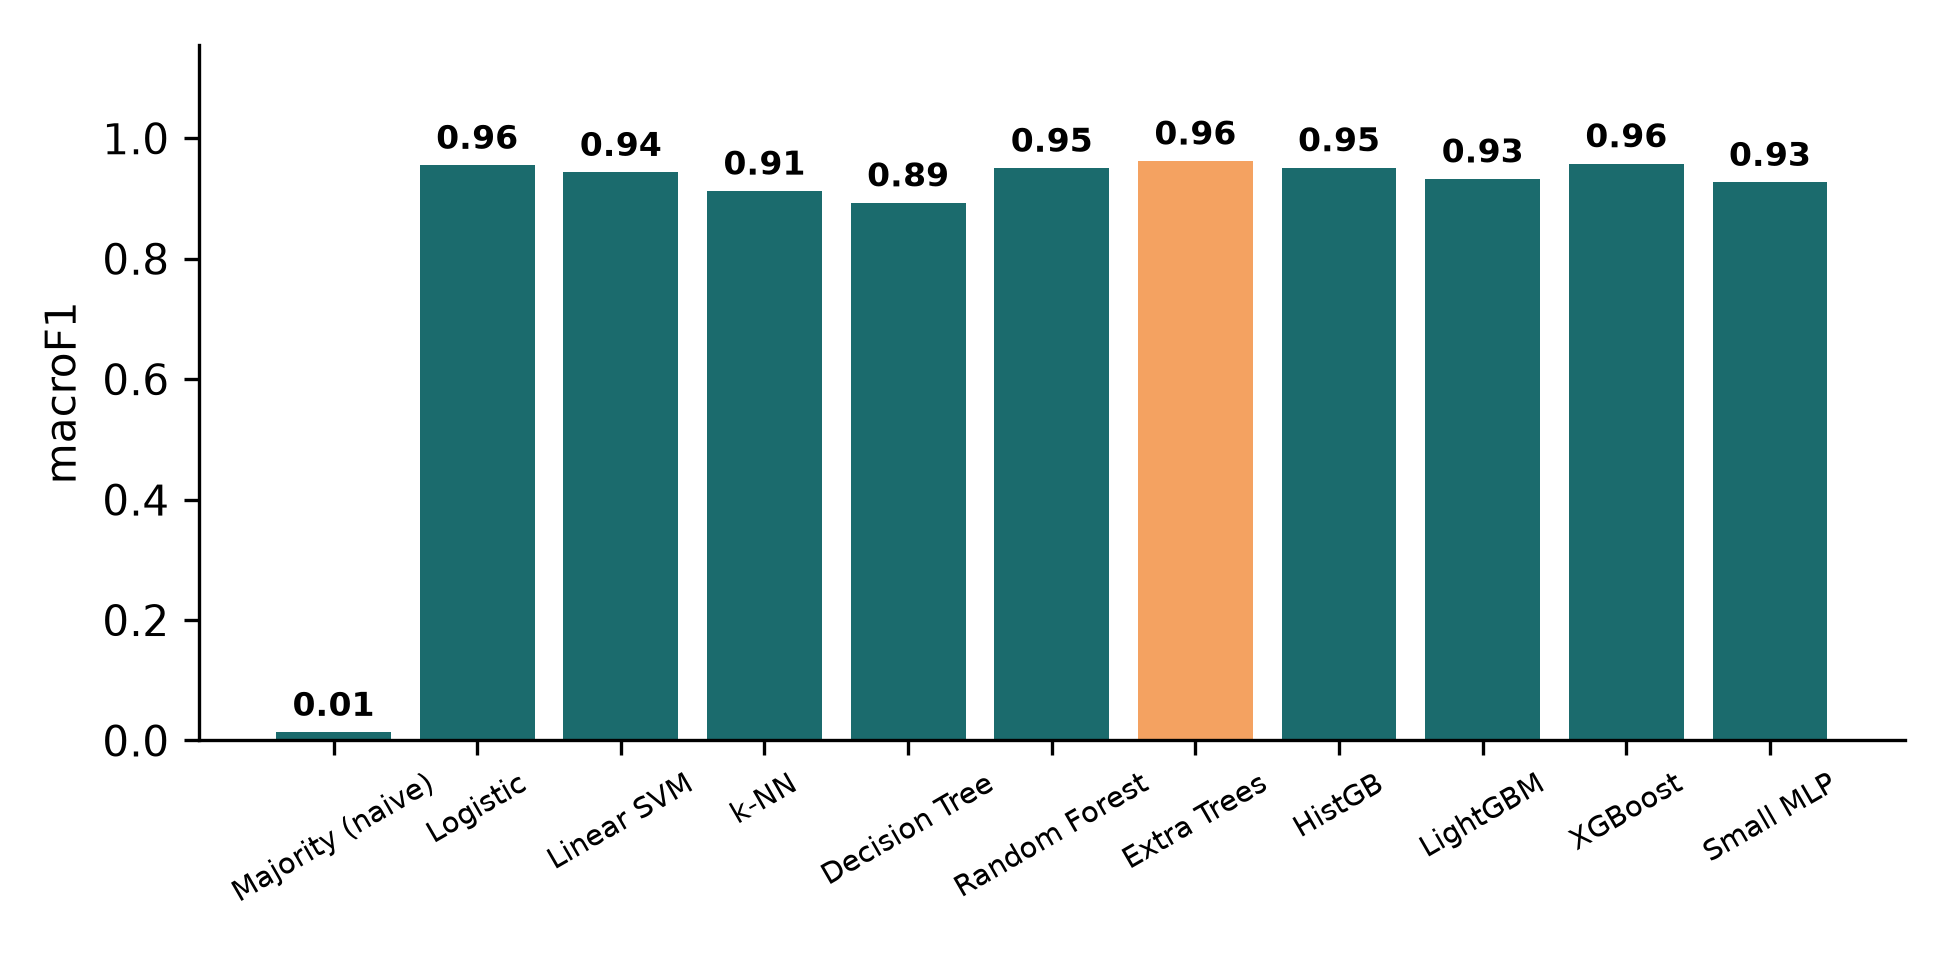 macroF1
1.0
0.8
0.6
0.4
0.2
0.0
0.01
0.96
0.94
0.91
0.89
0.95
0.96
0.95
0.93
0.96
0.93
Majority (naive)
Logistic
Linear SVM
k-NN
Decision Tree
Random Forest
Extra Trees
HistGB
LightGBM
XGBoost
Small MLP